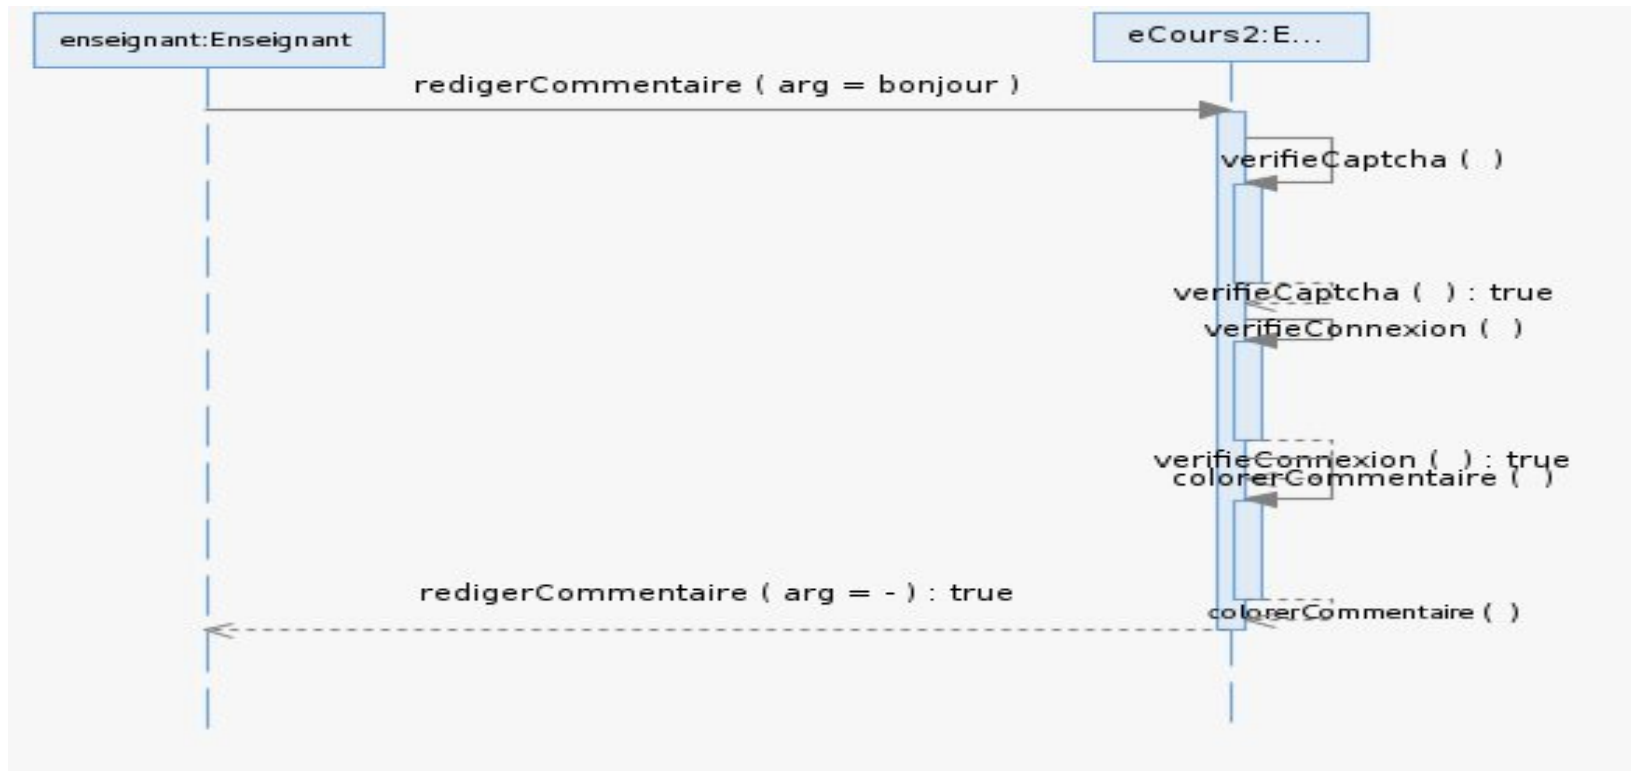 enseignant:Enseignant
eCours2:E...
redigerCommentaire ( arg = bonjour )
verifieCaptcha (  )
verifieCaptcha (  ) : true
verifieConnexion (  )
verifieConnexion (  ) : true
colorerCommentaire (  )
redigerCommentaire ( arg = - ) : true
colorerCommentaire (  )